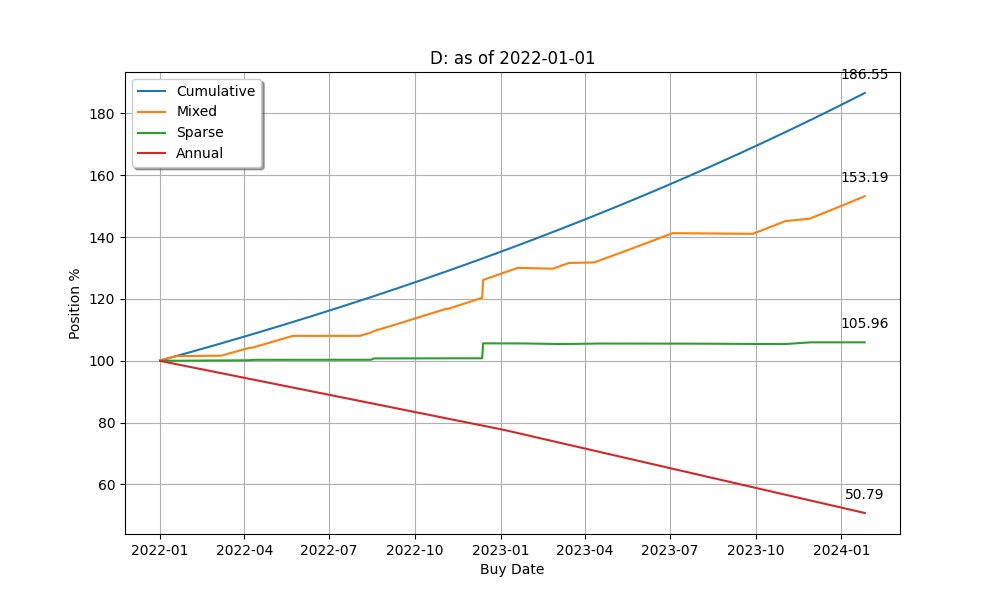 D: as of 2022-01-01
Cumulative
Mixed
Sparse
Annual
186.55
153.19
105.96
50.79
Position %
180
160
140
120
100
80
60
2022-01 2022-04 2022-07 2022-10 2023-01 2023-04 2023-07 2023-10 2024-01
Buy Date